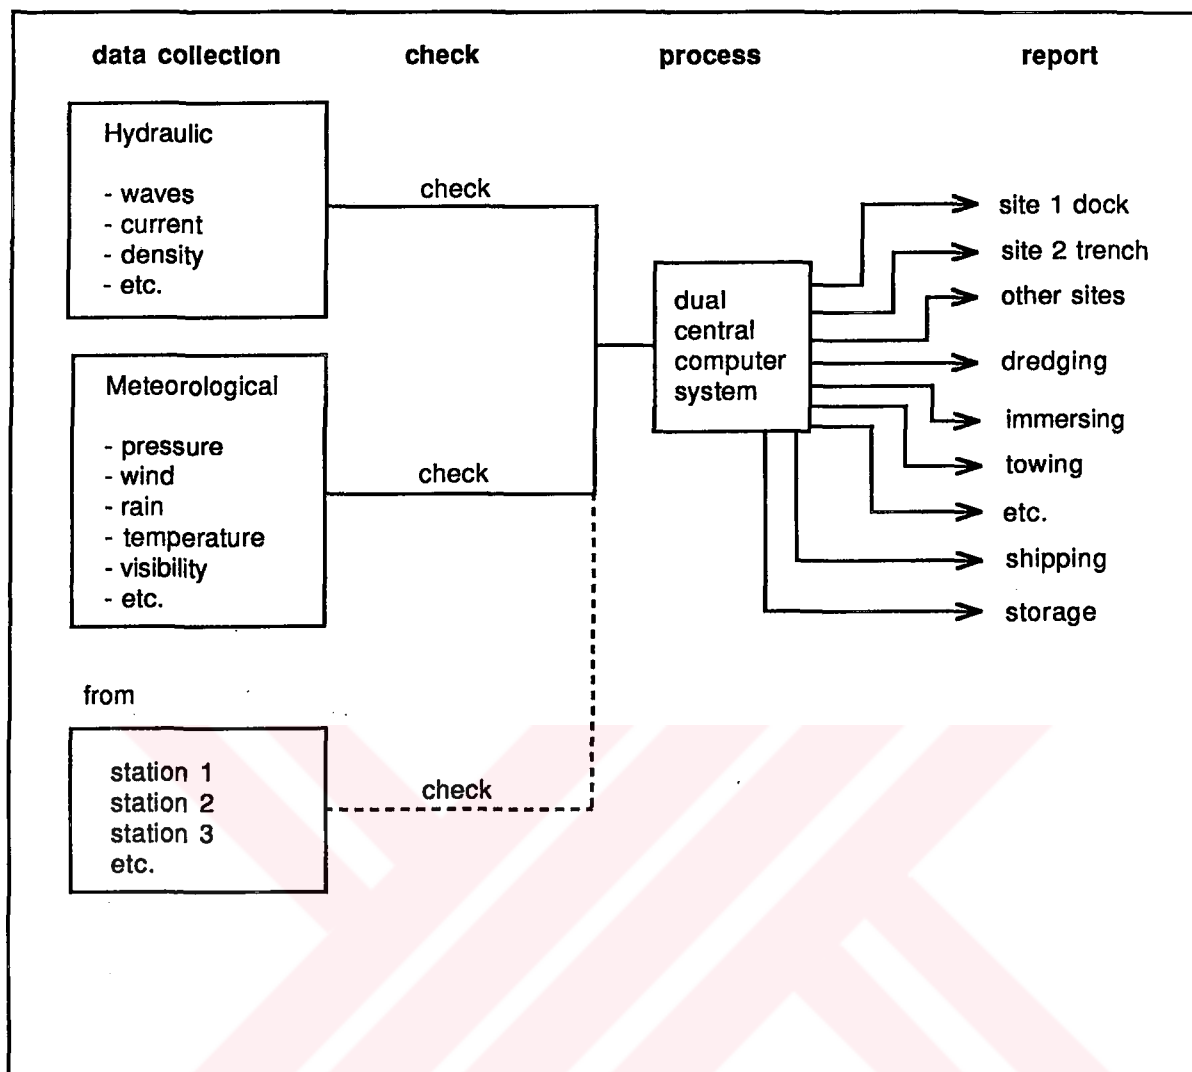 data collection
check
process
report
Hydraulic
- waves
- current
- density
- etc.
check
Meteorological
- pressure
- wind
- rain
- temperature
- visibility
- etc.
check
from
station 1
station 2
station 3
etc.
check
dual
central
computer
system
site 1 dock
site 2 trench
other sites
dredging
immersing
towing
etc.
shipping
storage